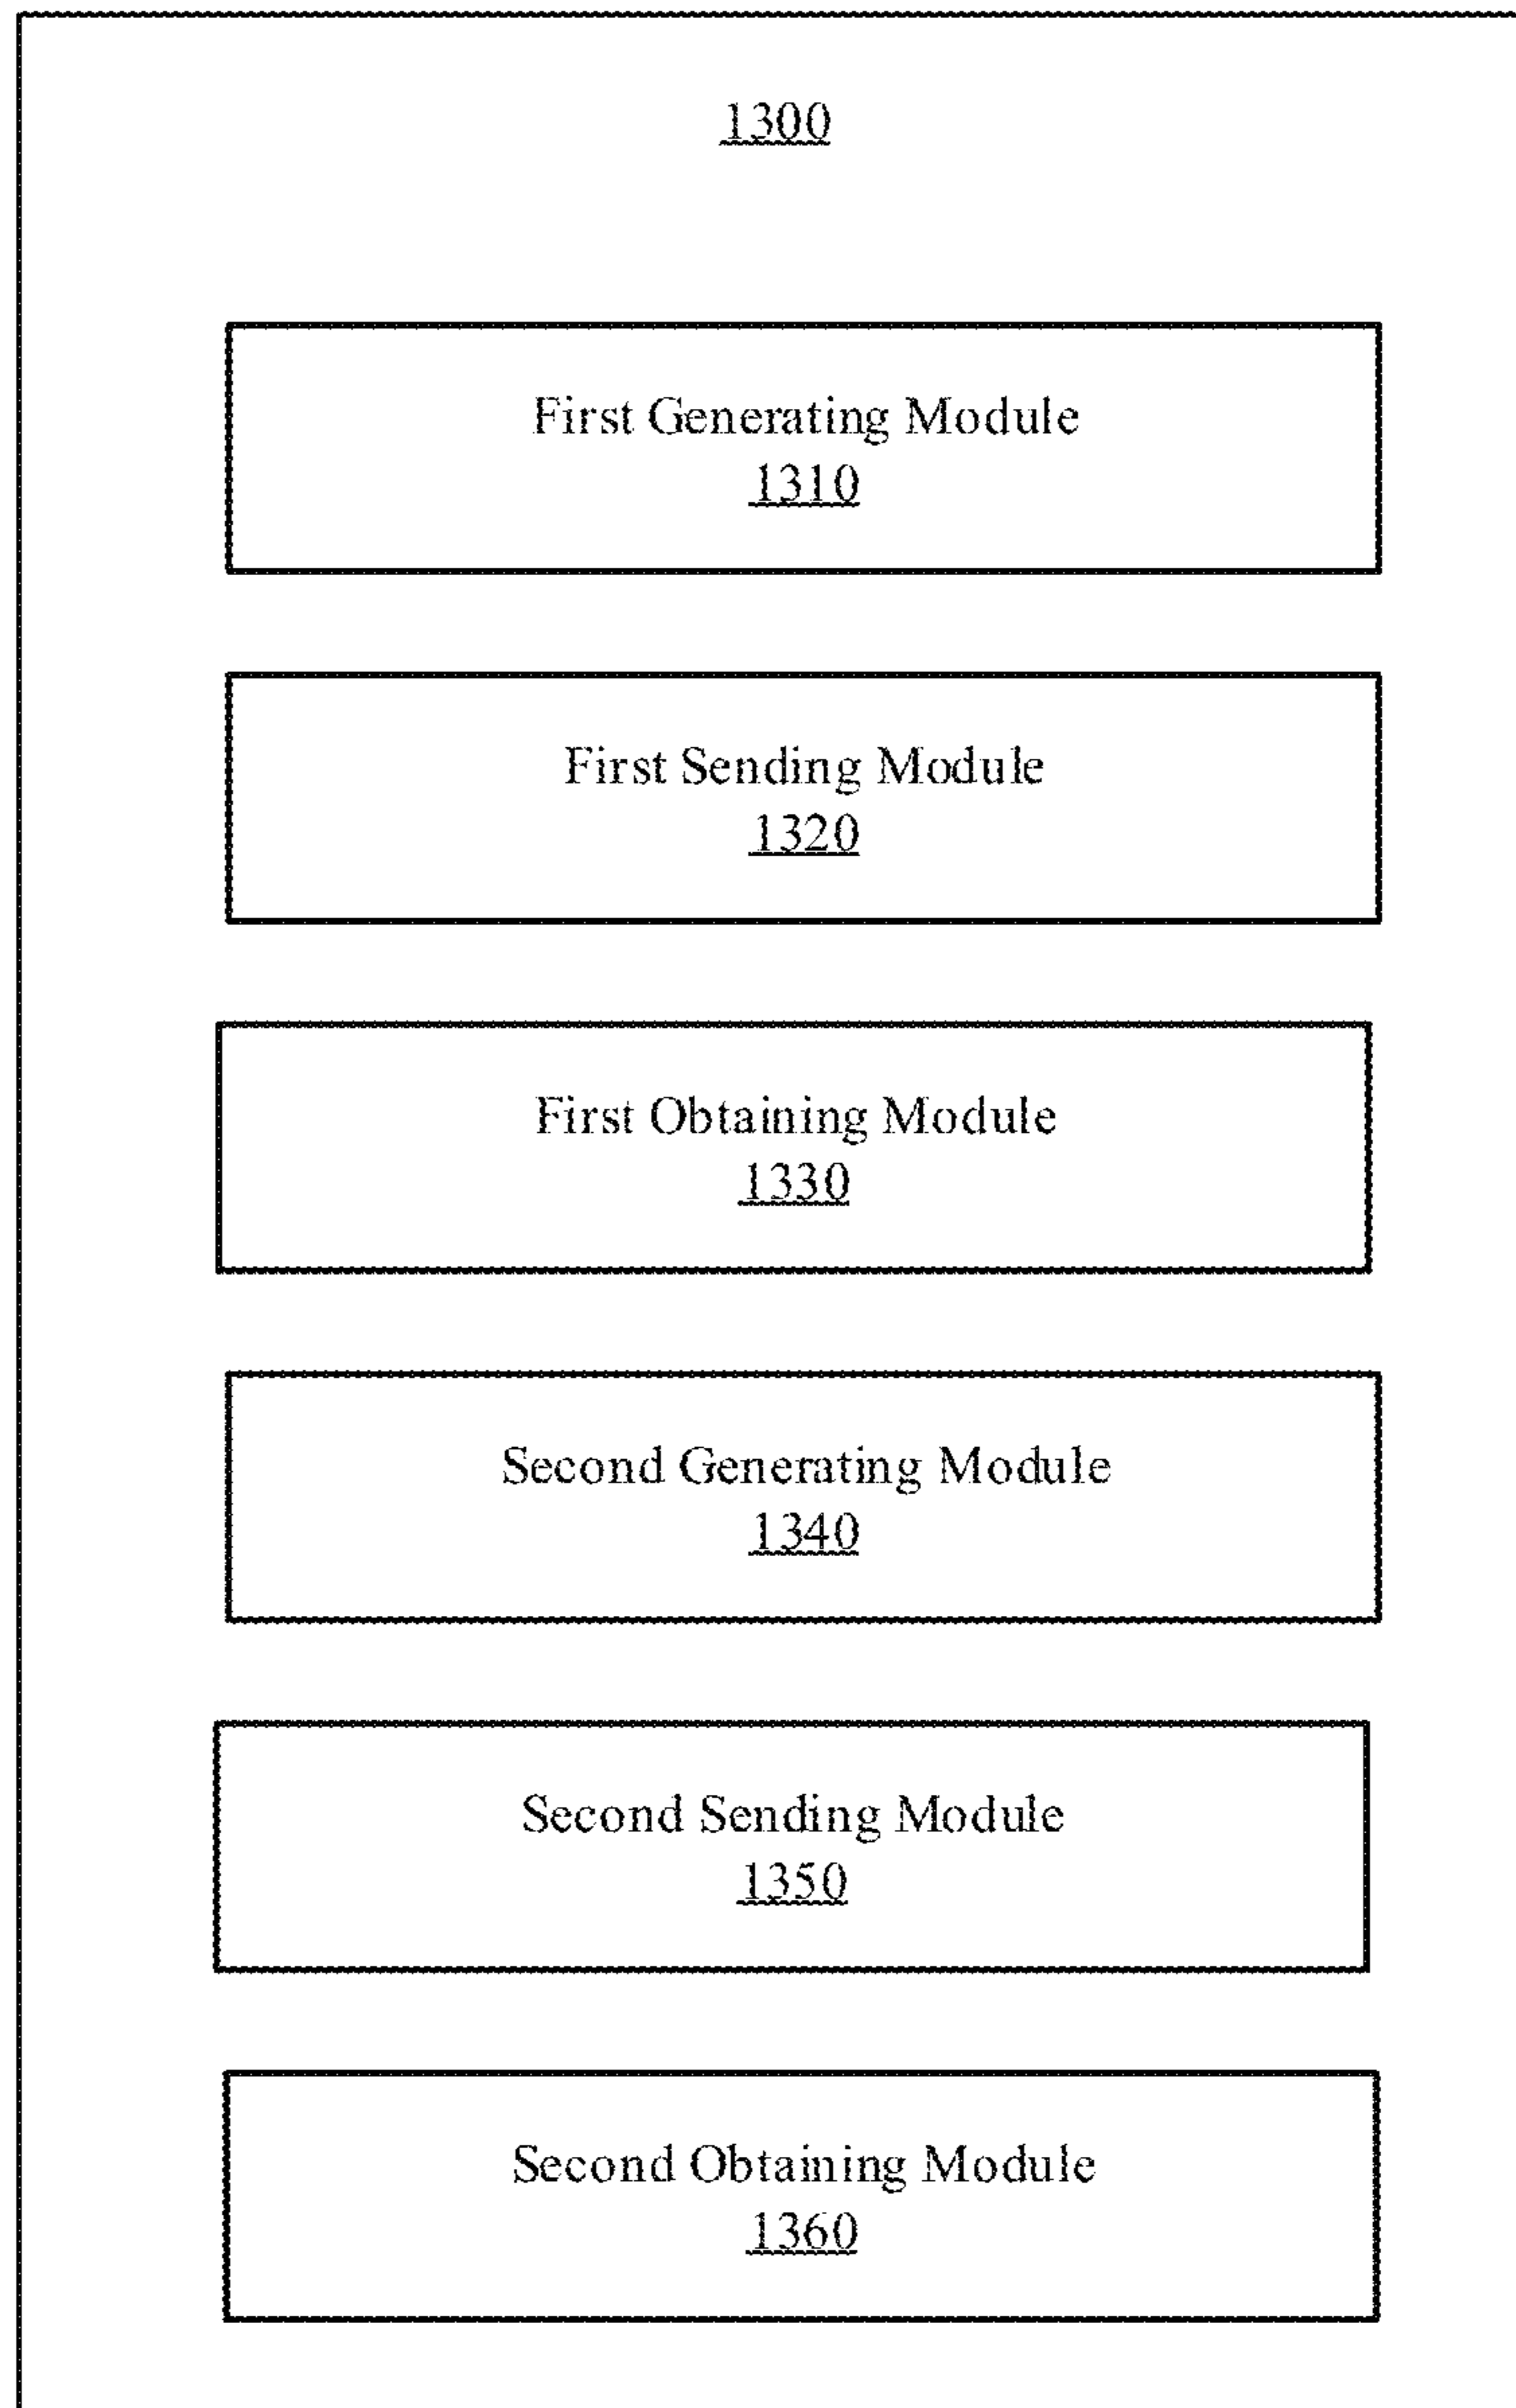 1300
First Generating Module
1310
First Sending Module
1320
First Obtaining Module
1330
Second Generating Module
1340
Second Sending Module
1350
Second Obtaining Module
1360